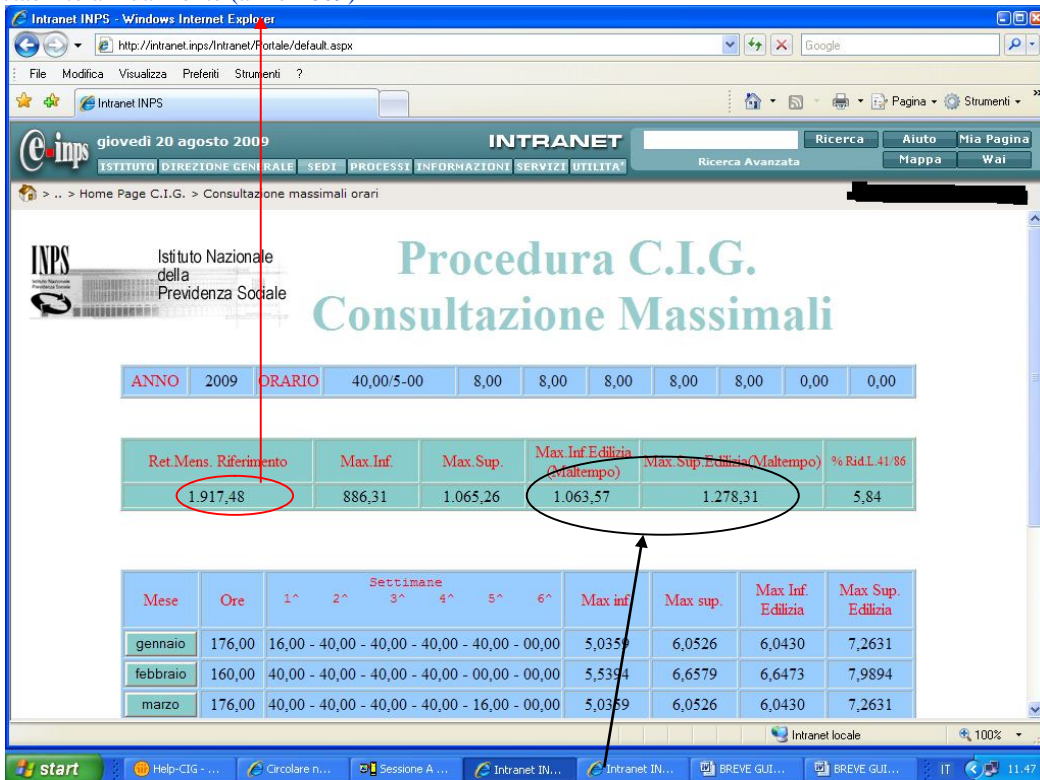 Intranet INPS - Windows Internet Explorer
http://intranet.inps/Intranet/Portale/default.aspx
Google
File Modifica Visualizza Preferiti Strumenti ?
Intranet INPS
Pagina
Strumenti
e inps
giovedì 20 agosto 2009
INTRANET
Ricerca Aiuto Mia Pagina
ISTITUTO DIREZIONE GENERALE SEDI PROCESSI INFORMAZIONI SERVIZI UTILITA'
Ricerca Avanzata
Mappa Wai
> .. > Home Page C.I.G. > Consultazione massimali orari
INPS
Istituto Nazionale
della
Previdenza Sociale
Procedura C.I.G.
Consultazione Massimali
ANNO 2009 ORARIO 40,00/5-00 8,00 8,00 8,00 8,00 8,00 0,00 0,00
Ret.Mens. Riferimento Max.Inf. Max.Sup. Max.Inf Edilizia (Maltempo) Max.Sup.Edilizia(Maltempo) % Rid.L.41/86
1.917,48 886,31 1.065,26 1.063,57 1.278,31 5,84
Mese Ore Settimane 1^ 2^ 3^ 4^ 5^ 6^ Max inf Max sup. Max Inf. Edilizia Max Sup. Edilizia
gennaio 176,00 16,00 - 40,00 - 40,00 - 40,00 - 40,00 - 00,00 5,0359 6,0526 6,0430 7,2631
febbraio 160,00 40,00 - 40,00 - 40,00 - 40,00 - 00,00 - 00,00 5,5394 6,6579 6,6473 7,9894
marzo 176,00 40,00 - 40,00 - 40,00 - 40,00 - 16,00 - 00,00 5,0359 6,0526 6,0430 7,2631
Intranet locale
100%
start Help-CIG - ... Circolare n... Sessione A ... Intranet IN... Intranet IN... BREVE GUI... BREVE GUI... IT 11.47